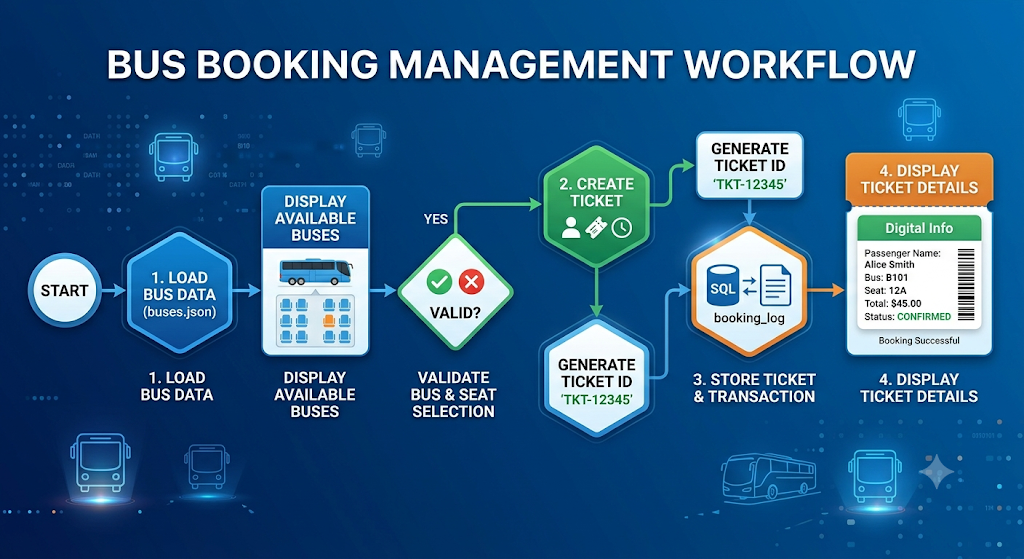 BUS BOOKING MANAGEMENT WORKFLOW
START
1. LOAD
BUS DATA
(buses.json)
1. LOAD
BUS DATA
DISPLAY
AVAILABLE
BUSES
DISPLAY
AVAILABLE
BUSES
YES
VALID?
VALIDATE
BUS & SEAT
SELECTION
2. CREATE
TICKET
GENERATE
TICKET ID
'TKT-12345'
GENERATE
TICKET ID
'TKT-12345'
SQL
booking_log
3. STORE TICKET
& TRANSACTION
4. DISPLAY
TICKET DETAILS
Digital Info
Passenger Name:
Alice Smith
Bus: B101
Seat: 12A
Total: $45.00
Status: CONFIRMED
Booking Successful
4. DISPLAY
TICKET DETAILS